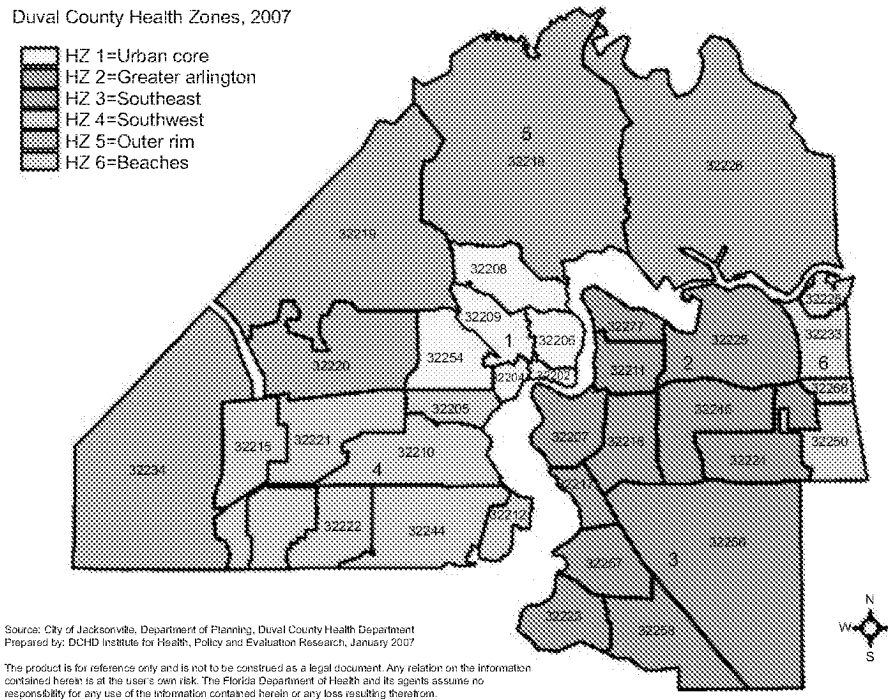 Duval County Health Zones, 2007
HZ 1=Urban core
HZ 2=Greater arlington
HZ 3=Southeast
HZ 4=Southwest
HZ 5=Outer rim
HZ 6=Beaches
5
32218
32226
32219
32208
32209
32206
1
32254
32204
32202
32277
32211
32225
2
32233
6
32220
32205
32207
32216
32246
32224
32250
32215
32221
32210
4
32234
32222
32244
32212
32256
3
32257
32223
N
W
S
Source: City of Jacksonville, Department of Planning, Duval County Health Department
Prepared by: DCHD Institute for Health, Policy and Evaluation Research, January 2007
The product is for reference only and is not to be construed as a legal document. Any relation on the information
contained herein is at the users own risk. The Florida Department of Health and its agents assume no
responsibility for any use of the information contained herein or any loss resulting therefrom.